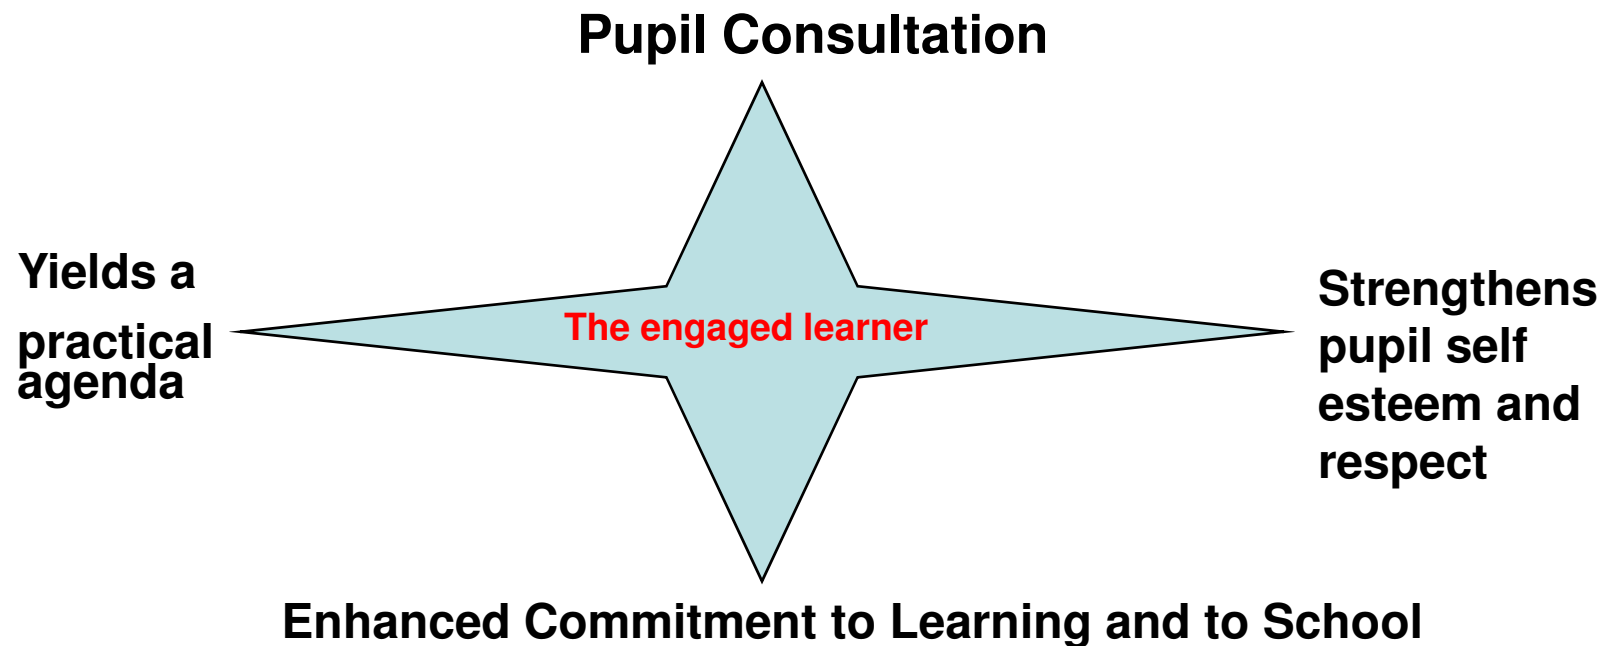 Pupil Consultation
Yields a
practical
agenda
The engaged learner
Strengthens
pupil self
esteem and
respect
Enhanced Commitment to Learning and to School